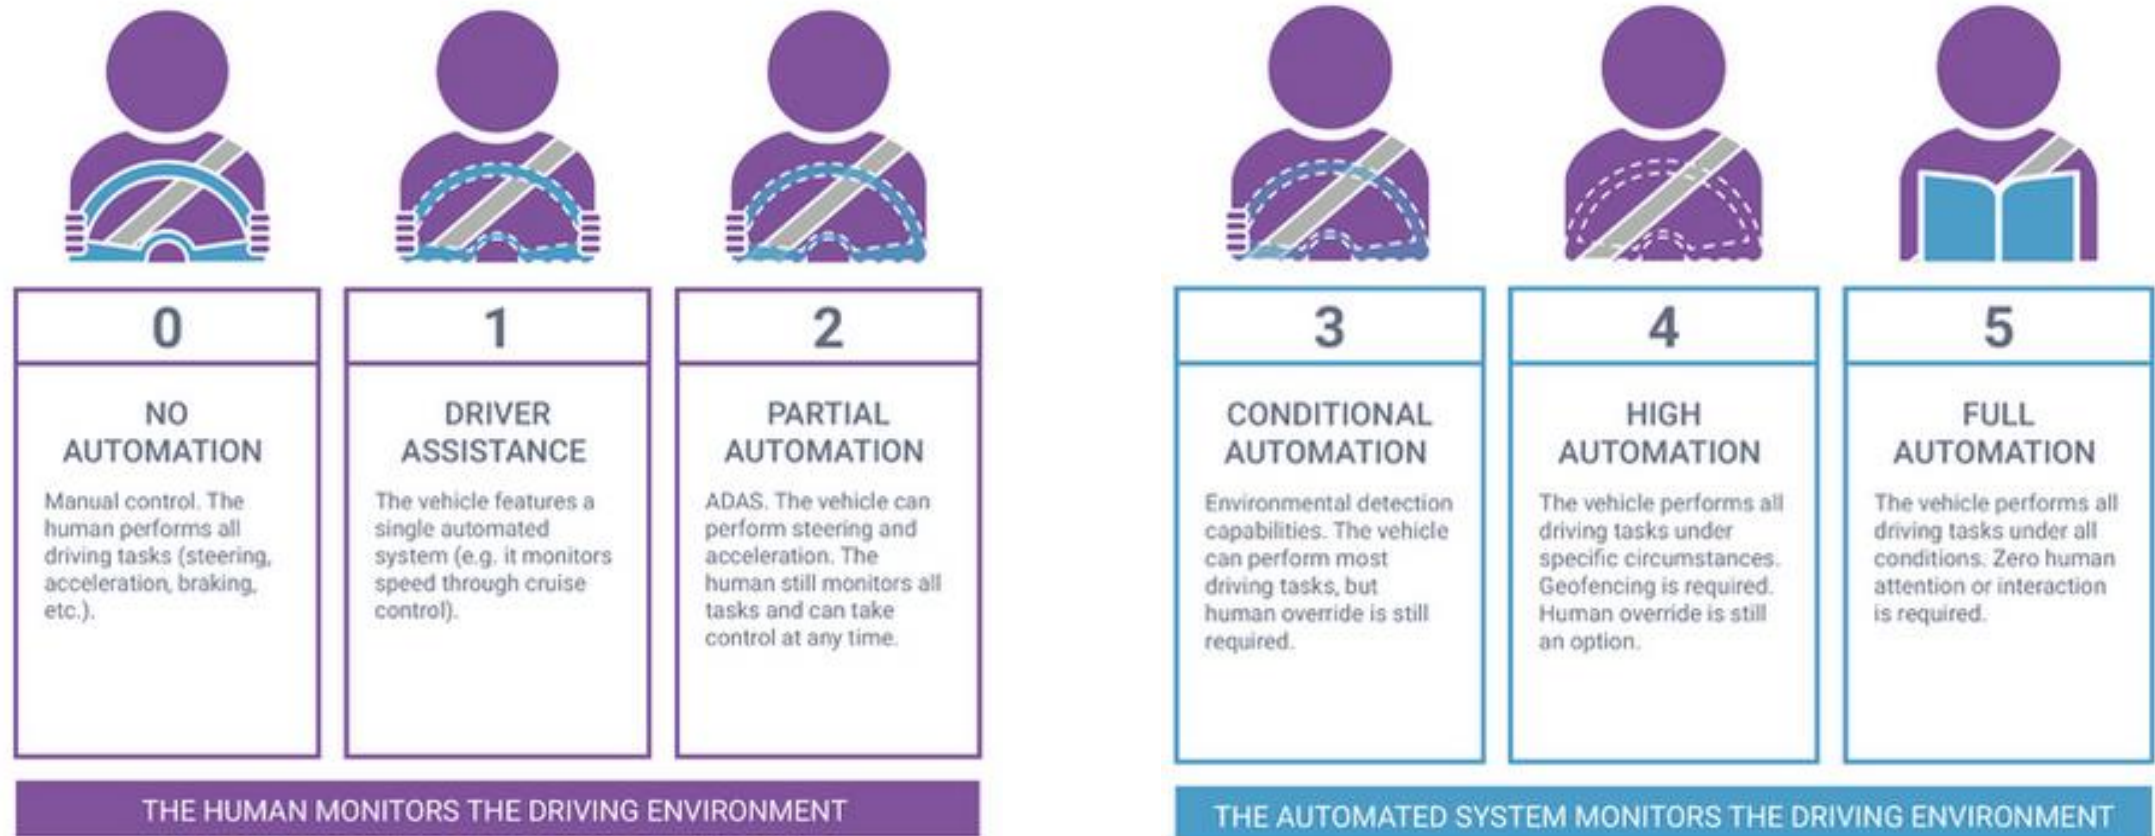 0
NO
AUTOMATION
Manual control. The
human performs all
driving tasks (steering,
acceleration, braking,
etc.).
1
DRIVER
ASSISTANCE
The vehicle features a
single automated
system (e.g. it monitors
speed through cruise
control).
2
PARTIAL
AUTOMATION
ADAS. The vehicle can
perform steering and
acceleration. The
human still monitors all
tasks and can take
control at any time.
THE HUMAN MONITORS THE DRIVING ENVIRONMENT
3
CONDITIONAL
AUTOMATION
Environmental detection
capabilities. The vehicle
can perform most
driving tasks, but
human override is still
required.
4
HIGH
AUTOMATION
The vehicle performs all
driving tasks under
specific circumstances.
Geofencing is required.
Human override is still
an option.
5
FULL
AUTOMATION
The vehicle performs all
driving tasks under all
conditions. Zero human
attention or interaction
is required.
THE AUTOMATED SYSTEM MONITORS THE DRIVING ENVIRONMENT